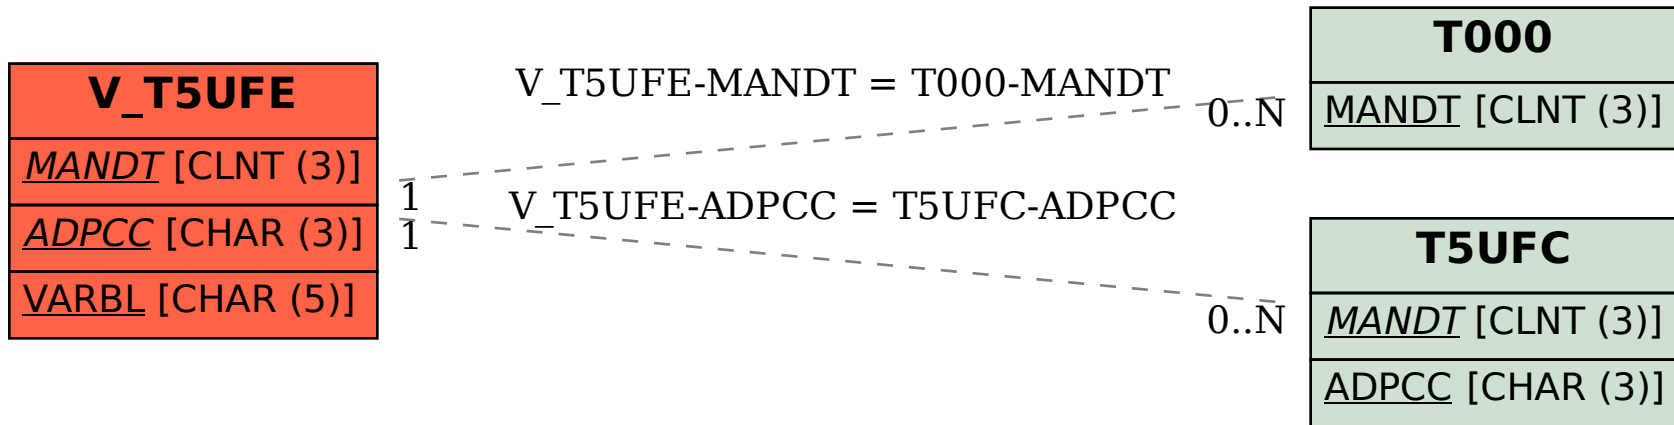 V_T5UFE
MANDT [CLNT (3)]
ADPCC [CHAR (3)]
VARBL [CHAR (5)]
V_T5UFE-MANDT = T000-MANDT
1
0..N
V_T5UFE-ADPCC = T5UFC-ADPCC
1
0..N
T000
MANDT [CLNT (3)]
T5UFC
MANDT [CLNT (3)]
ADPCC [CHAR (3)]